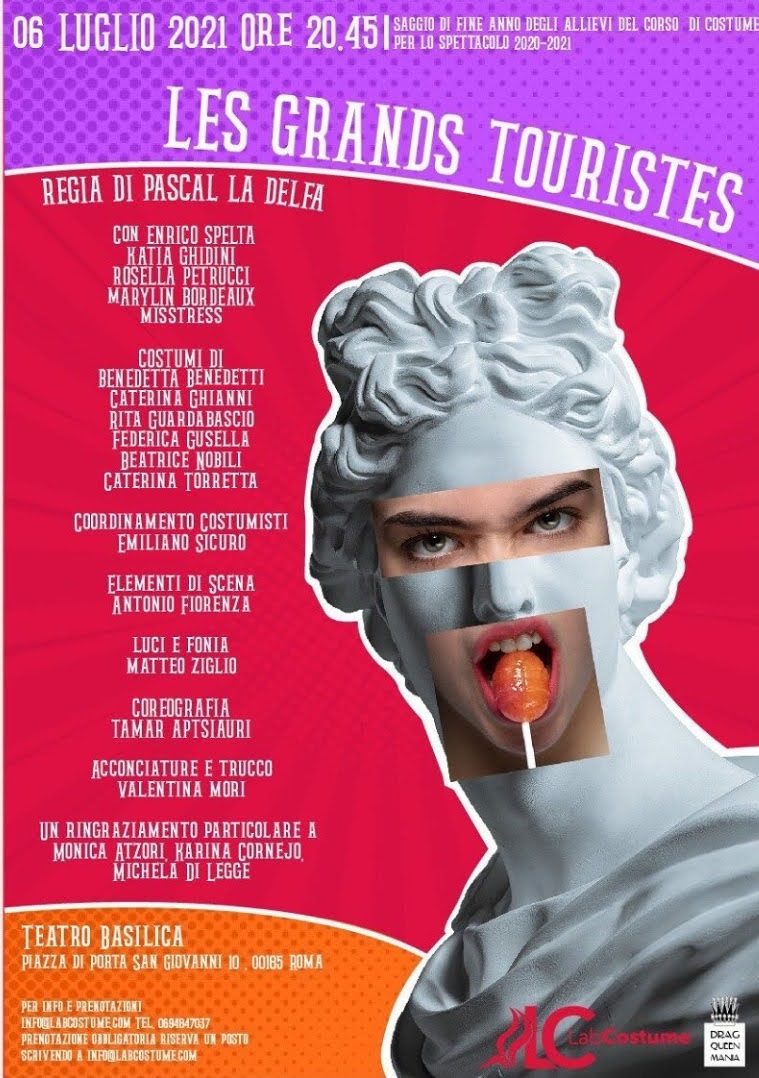 06 LUGLIO 2021 ORE 20.45
SAGGIO DI FINE ANNO DEGLI ALLIEVI DEL CORSO DI COSTUME
PER LO SPETTACOLO 2020-2021
LES GRANDS TOURISTES
REGIA DI PASCAL LA DELFA
CON ENRICO SPELTA
KATIA GHIDINI
ROSELLA PETRUCCI
MARYLIN BORDEAUX
MISSTRESS
COSTUMI DI
BENEDETTA BENEDETTI
CATERINA GHIANNI
RITA GUARDABASCIO
FEDERICA GUSELLA
BEATRICE NOBILI
CATERINA TORRETTA
COORDINAMENTO COSTUMISTI
EMILIANO SICURO
ELEMENTI DI SCENA
ANTONIO FIORENZA
LUCI E FONIA
MATTEO ZIGLIO
COREOGRAFIA
TAMAR APTSIAURI
ACCONCIATURE E TRUCCO
VALENTINA MORI
UN RINGRAZIAMENTO PARTICOLARE A
MONICA ATZORI, KARINA CORNEJO,
MICHELA DI LEGGE
TEATRO BASILICA
PIAZZA DI PORTA SAN GIOVANNI 10 , 00185 ROMA
PER INFO E PRENOTAZIONI
INFO@LABCOSTUME.COM TEL. 0694847037
PRENOTAZIONE OBBLIGATORIA RISERVA UN POSTO
SCRIVENDO A INFO@LABCOSTUME.COM
LC LabCostume
DRAG
QUEEN
MANIA